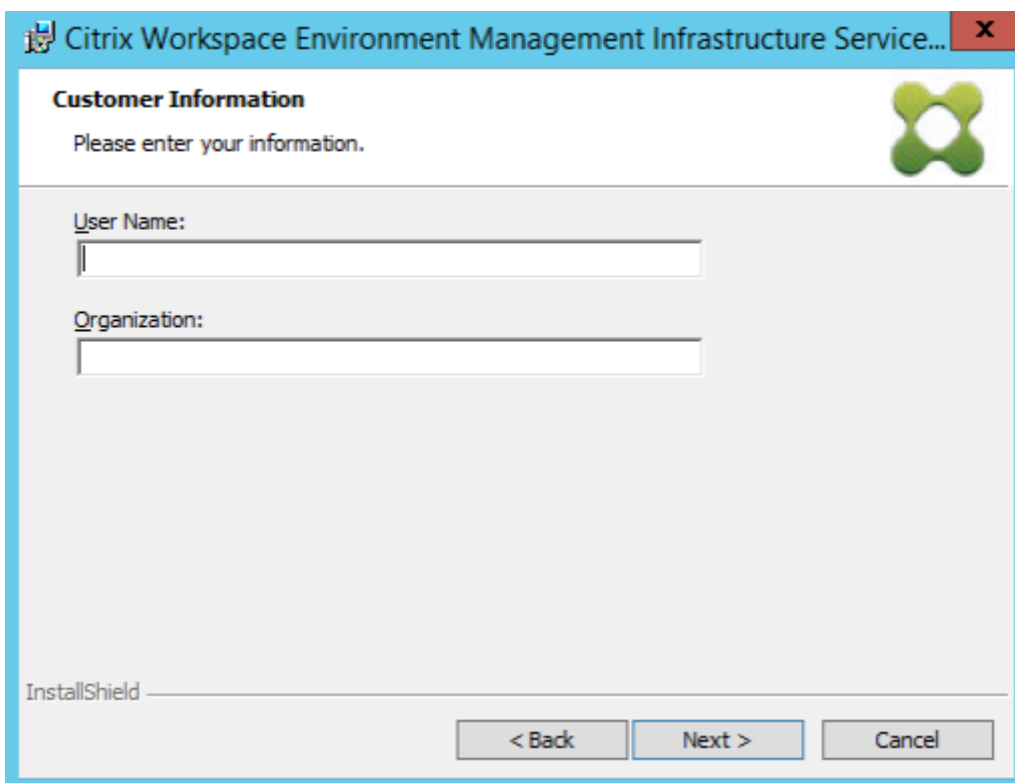 Citrix Workspace Environment Management Infrastructure Service...
x
Customer Information
Please enter your information.
User Name:
Organization:
InstallShield
< Back
Next >
Cancel